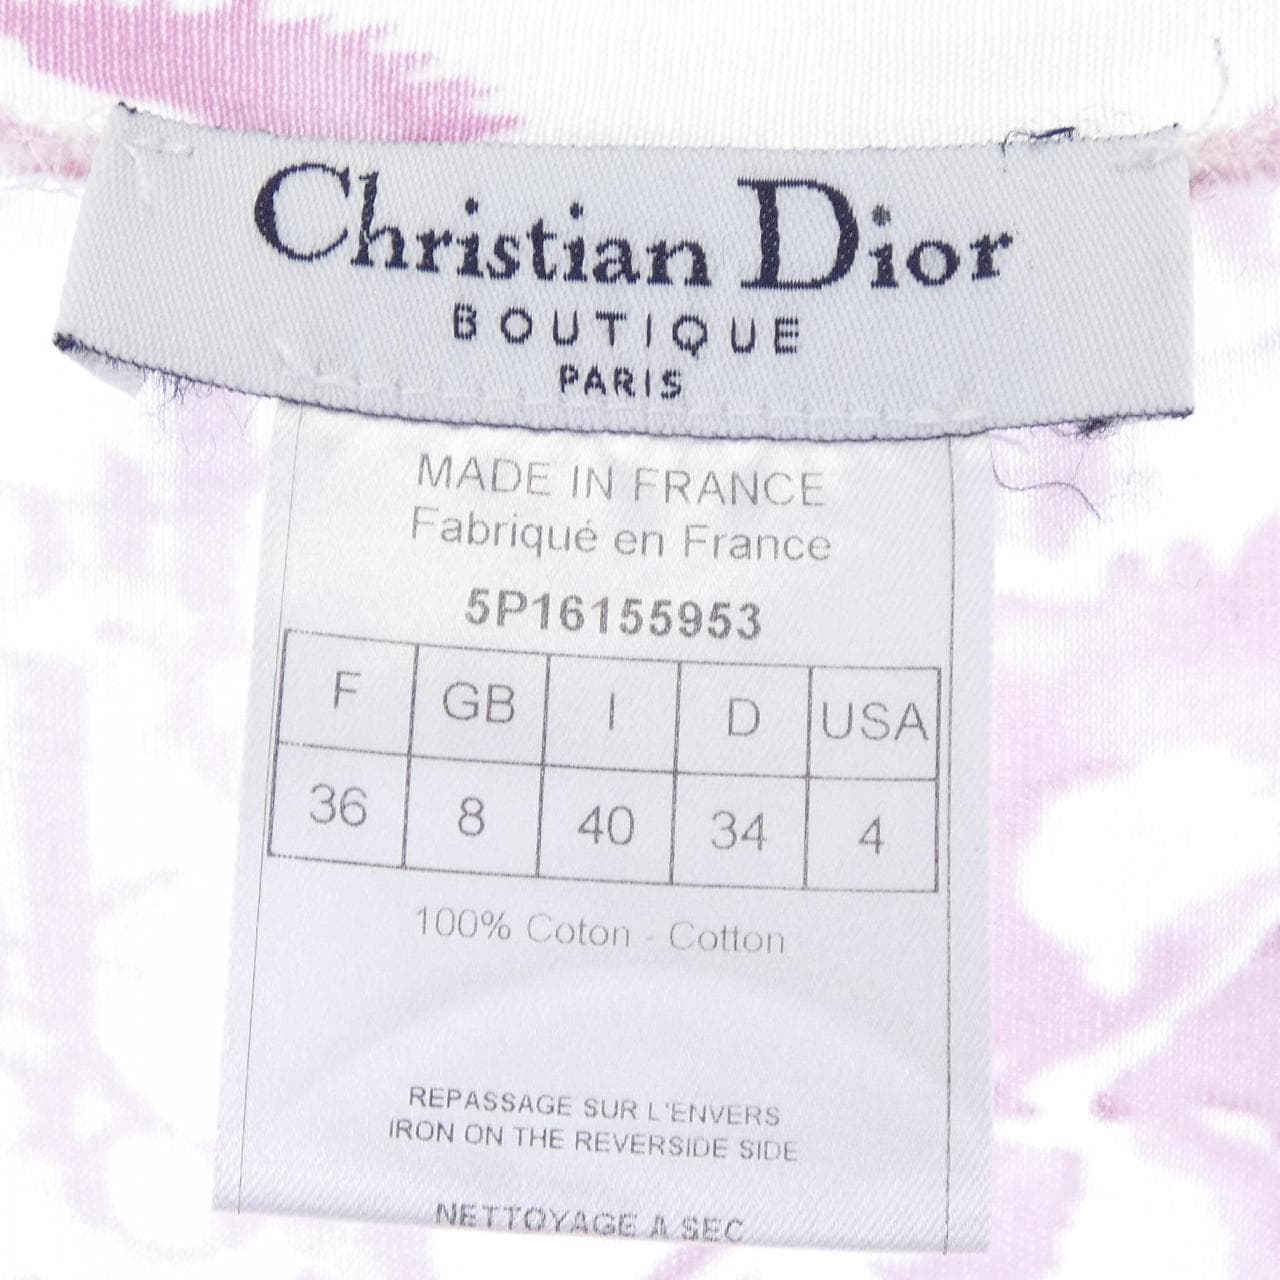 Christian Dior
BOUTIQUE
PARIS
MADE IN FRANCE
Fabriqué en France
5P16155953
F GB I D USA
36 8 40 34 4
100% Coton - Cotton
REPASSAGE SUR L'ENVERS
IRON ON THE REVERSIDE SIDE
NETTOYAGE A SEC